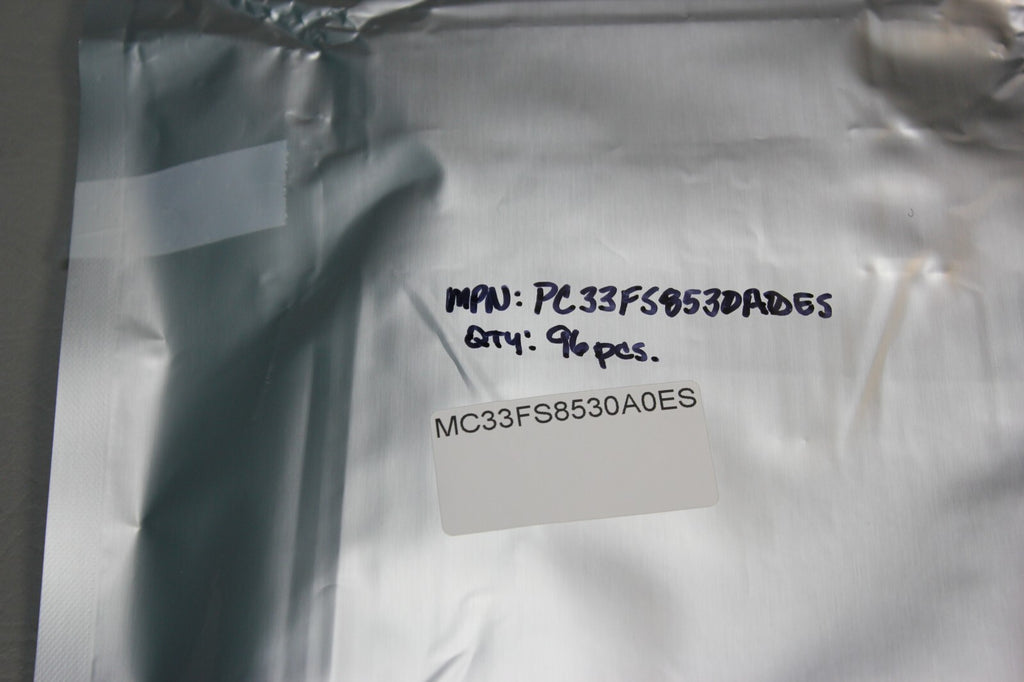 MPN: PC33FS8530A0ES
QTY: 96 pcs.
MC33FS8530A0ES